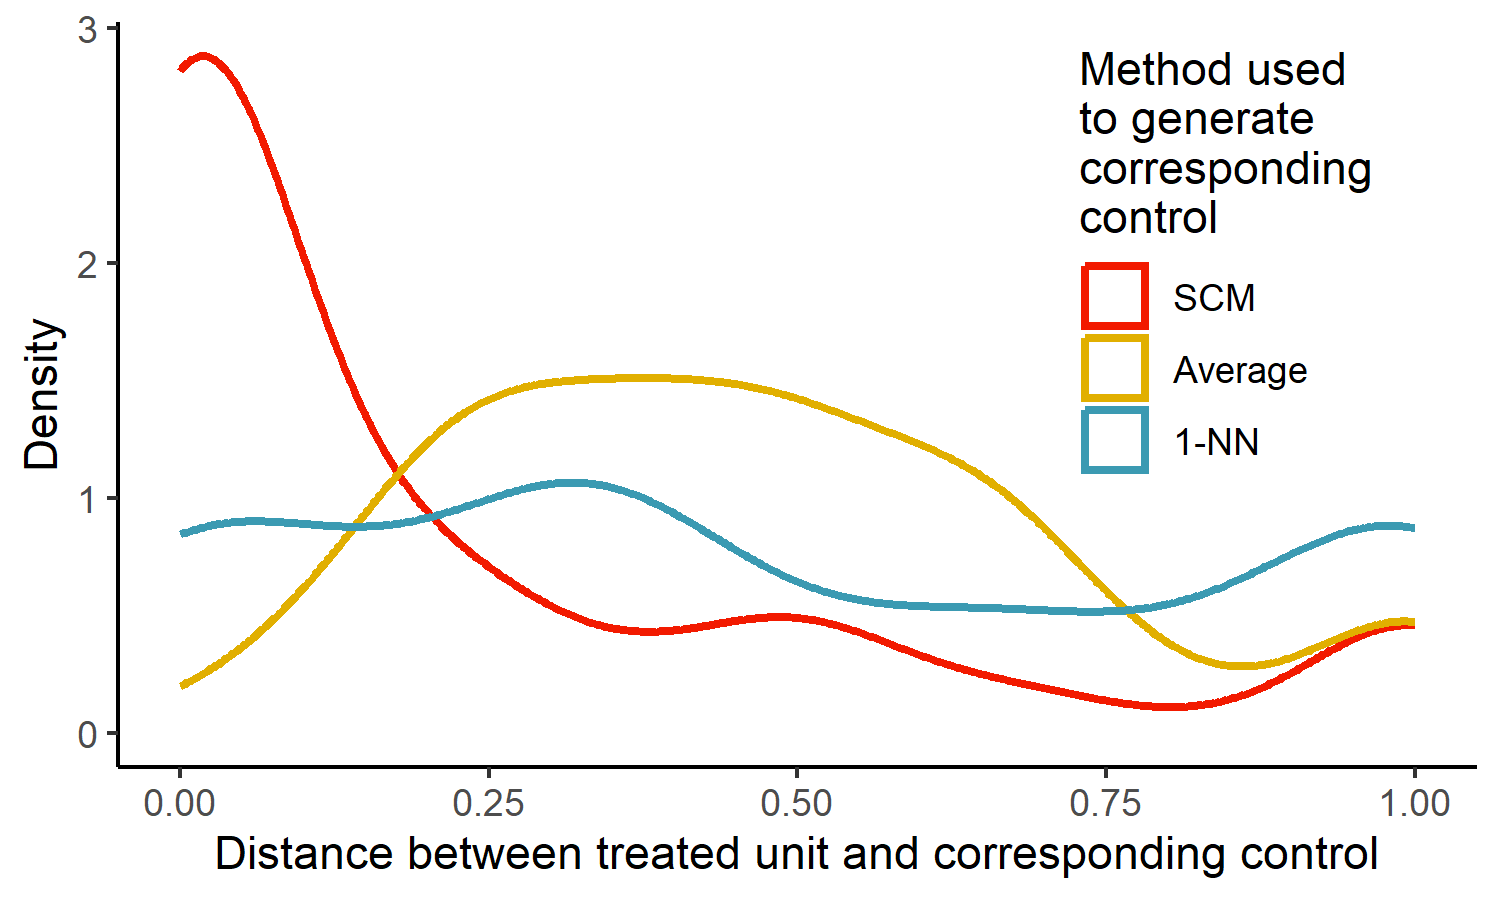 3
2
1
0
Density
0.00 0.25 0.50 0.75 1.00
Distance between treated unit and corresponding control
Method used
to generate
corresponding
control
SCM
Average
1-NN